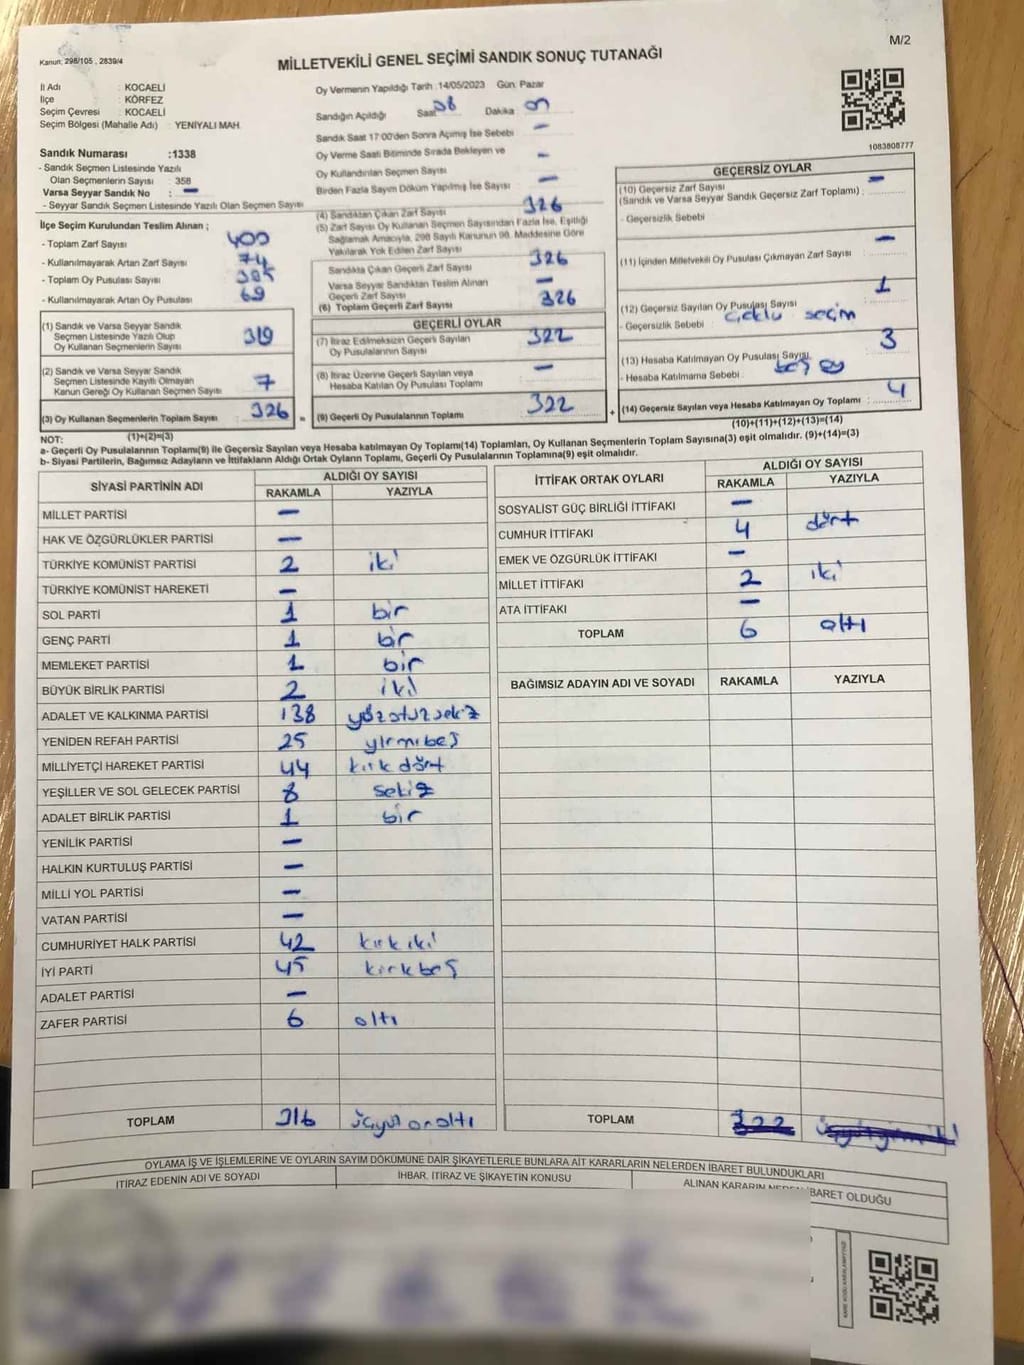 M/2
Kanun: 298/105 , 2839/4
MİLLETVEKİLİ GENEL SEÇİMİ SANDIK SONUÇ TUTANAĞI
İl Adı : KOCAELİ
İlçe : KÖRFEZ
Seçim Çevresi : KOCAELİ
Seçim Bölgesi (Mahalle Adı) : YENİYALI MAH.
Sandık Numarası :1338
- Sandık Seçmen Listesinde Yazılı
Olan Seçmenlerin Sayısı : 358
Varsa Seyyar Sandık No : –
- Seyyar Sandık Seçmen Listesinde Yazılı Olan Seçmen Sayısı
Oy Vermenin Yapıldığı Tarih :14/05/2023 Gün: Pazar
Sandığın Açıldığı Saat Dakika
Sandık Saat 17:00'den Sonra Açımış İse Sebebi –
Oy Verme Saati Bitiminde Sırada Bekleyen ve
Oy Kullandırılan Seçmen Sayısı –
Birden Fazla Sayım Döküm Yapılmış İse Sayısı –
1083808777
İlçe Seçim Kurulundan Teslim Alınan ;
- Toplam Zarf Sayısı 400
- Kullanılmayarak Artan Zarf Sayısı 74
- Toplam Oy Pusulası Sayısı 395
- Kullanılmayarak Artan Oy Pusulası 69
(1) Sandık ve Varsa Seyyar Sandık
Seçmen Listesinde Yazılı Olup
Oy Kullanan Seçmenlerin Sayısı 319
(2) Sandık ve Varsa Seyyar Sandık
Seçmen Listesinde Kayıtlı Olmayan
Kanun Gereği Oy Kullanan Seçmen Sayısı 7
(3) Oy Kullanan Seçmenlerin Toplam Sayısı 326
(1)+(2)=(3)
(4) Sandıktan Çıkan Zarf Sayısı 326
(5) Zarf Sayısı Oy Kullanan Seçmen Sayısından Fazla İse, Eşitliği
Sağlamak Amacıyla, 298 Sayılı Kanunun 98. Maddesine Göre
Yakılarak Yok Edilen Zarf Sayısı
Sandıkta Çıkan Geçerli Zarf Sayısı 326
Varsa Seyyar Sandıktan Teslim Alınan
Geçerli Zarf Sayısı –
(6) Toplam Geçerli Zarf Sayısı 326
GEÇERLİ OYLAR
(7) İtiraz Edilmeksizin Geçerli Sayılan
Oy Pusulalarının Sayısı 322
(8) İtiraz Üzerine Geçerli Sayılan veya
Hesaba Katılan Oy Pusulası Toplamı –
= (9) Geçerli Oy Pusulalarının Toplamı 322
GEÇERSİZ OYLAR
(10) Geçersiz Zarf Sayısı
(Sandık ve Varsa Seyyar Sandık Geçersiz Zarf Toplamı) : –
- Geçersizlik Sebebi
(11) İçinden Milletvekili Oy Pusulası Çıkmayan Zarf Sayısı –
(12) Geçersiz Sayılan Oy Pusulası Sayısı 1
- Geçersizlik Sebebi : seçim
(13) Hesaba Katılmayan Oy Pusulası Sayısı 3
- Hesaba Katılmama Sebebi : boş oy
+ (14) Geçersiz Sayılan veya Hesaba Katılmayan Oy Toplamı : 4
(10)+(11)+(12)+(13)=(14)
NOT:
a- Geçerli Oy Pusulalarının Toplamı(9) ile Geçersiz Sayılan veya Hesaba katılmayan Oy Toplamı(14) Toplamları, Oy Kullanan Seçmenlerin Toplam Sayısına(3) eşit olmalıdır. (9)+(14)=(3)
b- Siyasi Partilerin, Bağımsız Adayların ve İttifakların Aldığı Ortak Oyların Toplamı, Geçerli Oy Pusulalarının Toplamına(9) eşit olmalıdır.
SİYASİ PARTİNİN ADI ALDIĞI OY SAYISI
RAKAMLA YAZIYLA
MİLLET PARTİSİ –
HAK VE ÖZGÜRLÜKLER PARTİSİ –
TÜRKİYE KOMÜNİST PARTİSİ 2 iki
TÜRKİYE KOMÜNİST HAREKETİ –
SOL PARTİ 1 bir
GENÇ PARTİ 1 bir
MEMLEKET PARTİSİ 1 bir
BÜYÜK BİRLİK PARTİSİ 2 iki
ADALET VE KALKINMA PARTİSİ 138 yüzotuzsekiz
YENİDEN REFAH PARTİSİ 25 yirmibeş
MİLLİYETÇİ HAREKET PARTİSİ 44 kırkdört
YEŞİLLER VE SOL GELECEK PARTİSİ 8 sekiz
ADALET BİRLİK PARTİSİ 1 bir
YENİLİK PARTİSİ –
HALKIN KURTULUŞ PARTİSİ –
MİLLİ YOL PARTİSİ –
VATAN PARTİSİ –
CUMHURİYET HALK PARTİSİ 42 kırkiki
İYİ PARTİ 45 kırkbeş
ADALET PARTİSİ –
ZAFER PARTİSİ 6 altı
TOPLAM 316 üçyüzonaltı
İTTİFAK ORTAK OYLARI ALDIĞI OY SAYISI
RAKAMLA YAZIYLA
SOSYALİST GÜÇ BİRLİĞİ İTTİFAKI –
CUMHUR İTTİFAKI 4 dört
EMEK VE ÖZGÜRLÜK İTTİFAKI –
MİLLET İTTİFAKI 2 iki
ATA İTTİFAKI –
TOPLAM 6 altı
BAĞIMSIZ ADAYIN ADI VE SOYADI RAKAMLA YAZIYLA
TOPLAM 322
OYLAMA İŞ VE İŞLEMLERİNE VE OYLARIN SAYIM DÖKÜMÜNE DAİR ŞİKAYETLERLE BUNLARA AİT KARARLARIN NELERDEN İBARET BULUNDUKLARI
İTİRAZ EDENİN ADI VE SOYADI İHBAR, İTİRAZ VE ŞİKAYETİN KONUSU ALINAN KARARIN NEDEN İBARET OLDUĞU